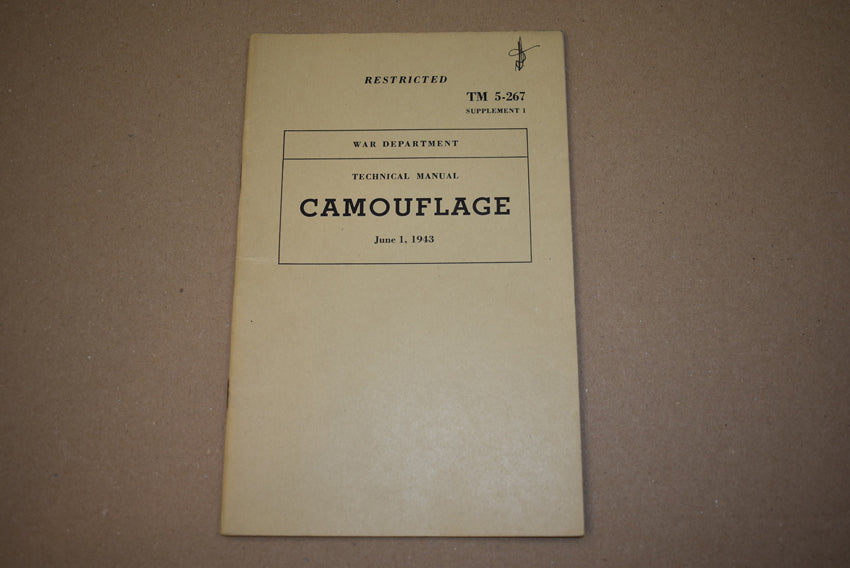 RESTRICTED
TM 5-267
SUPPLEMENT 1
WAR DEPARTMENT
TECHNICAL MANUAL
CAMOUFLAGE
June 1, 1943